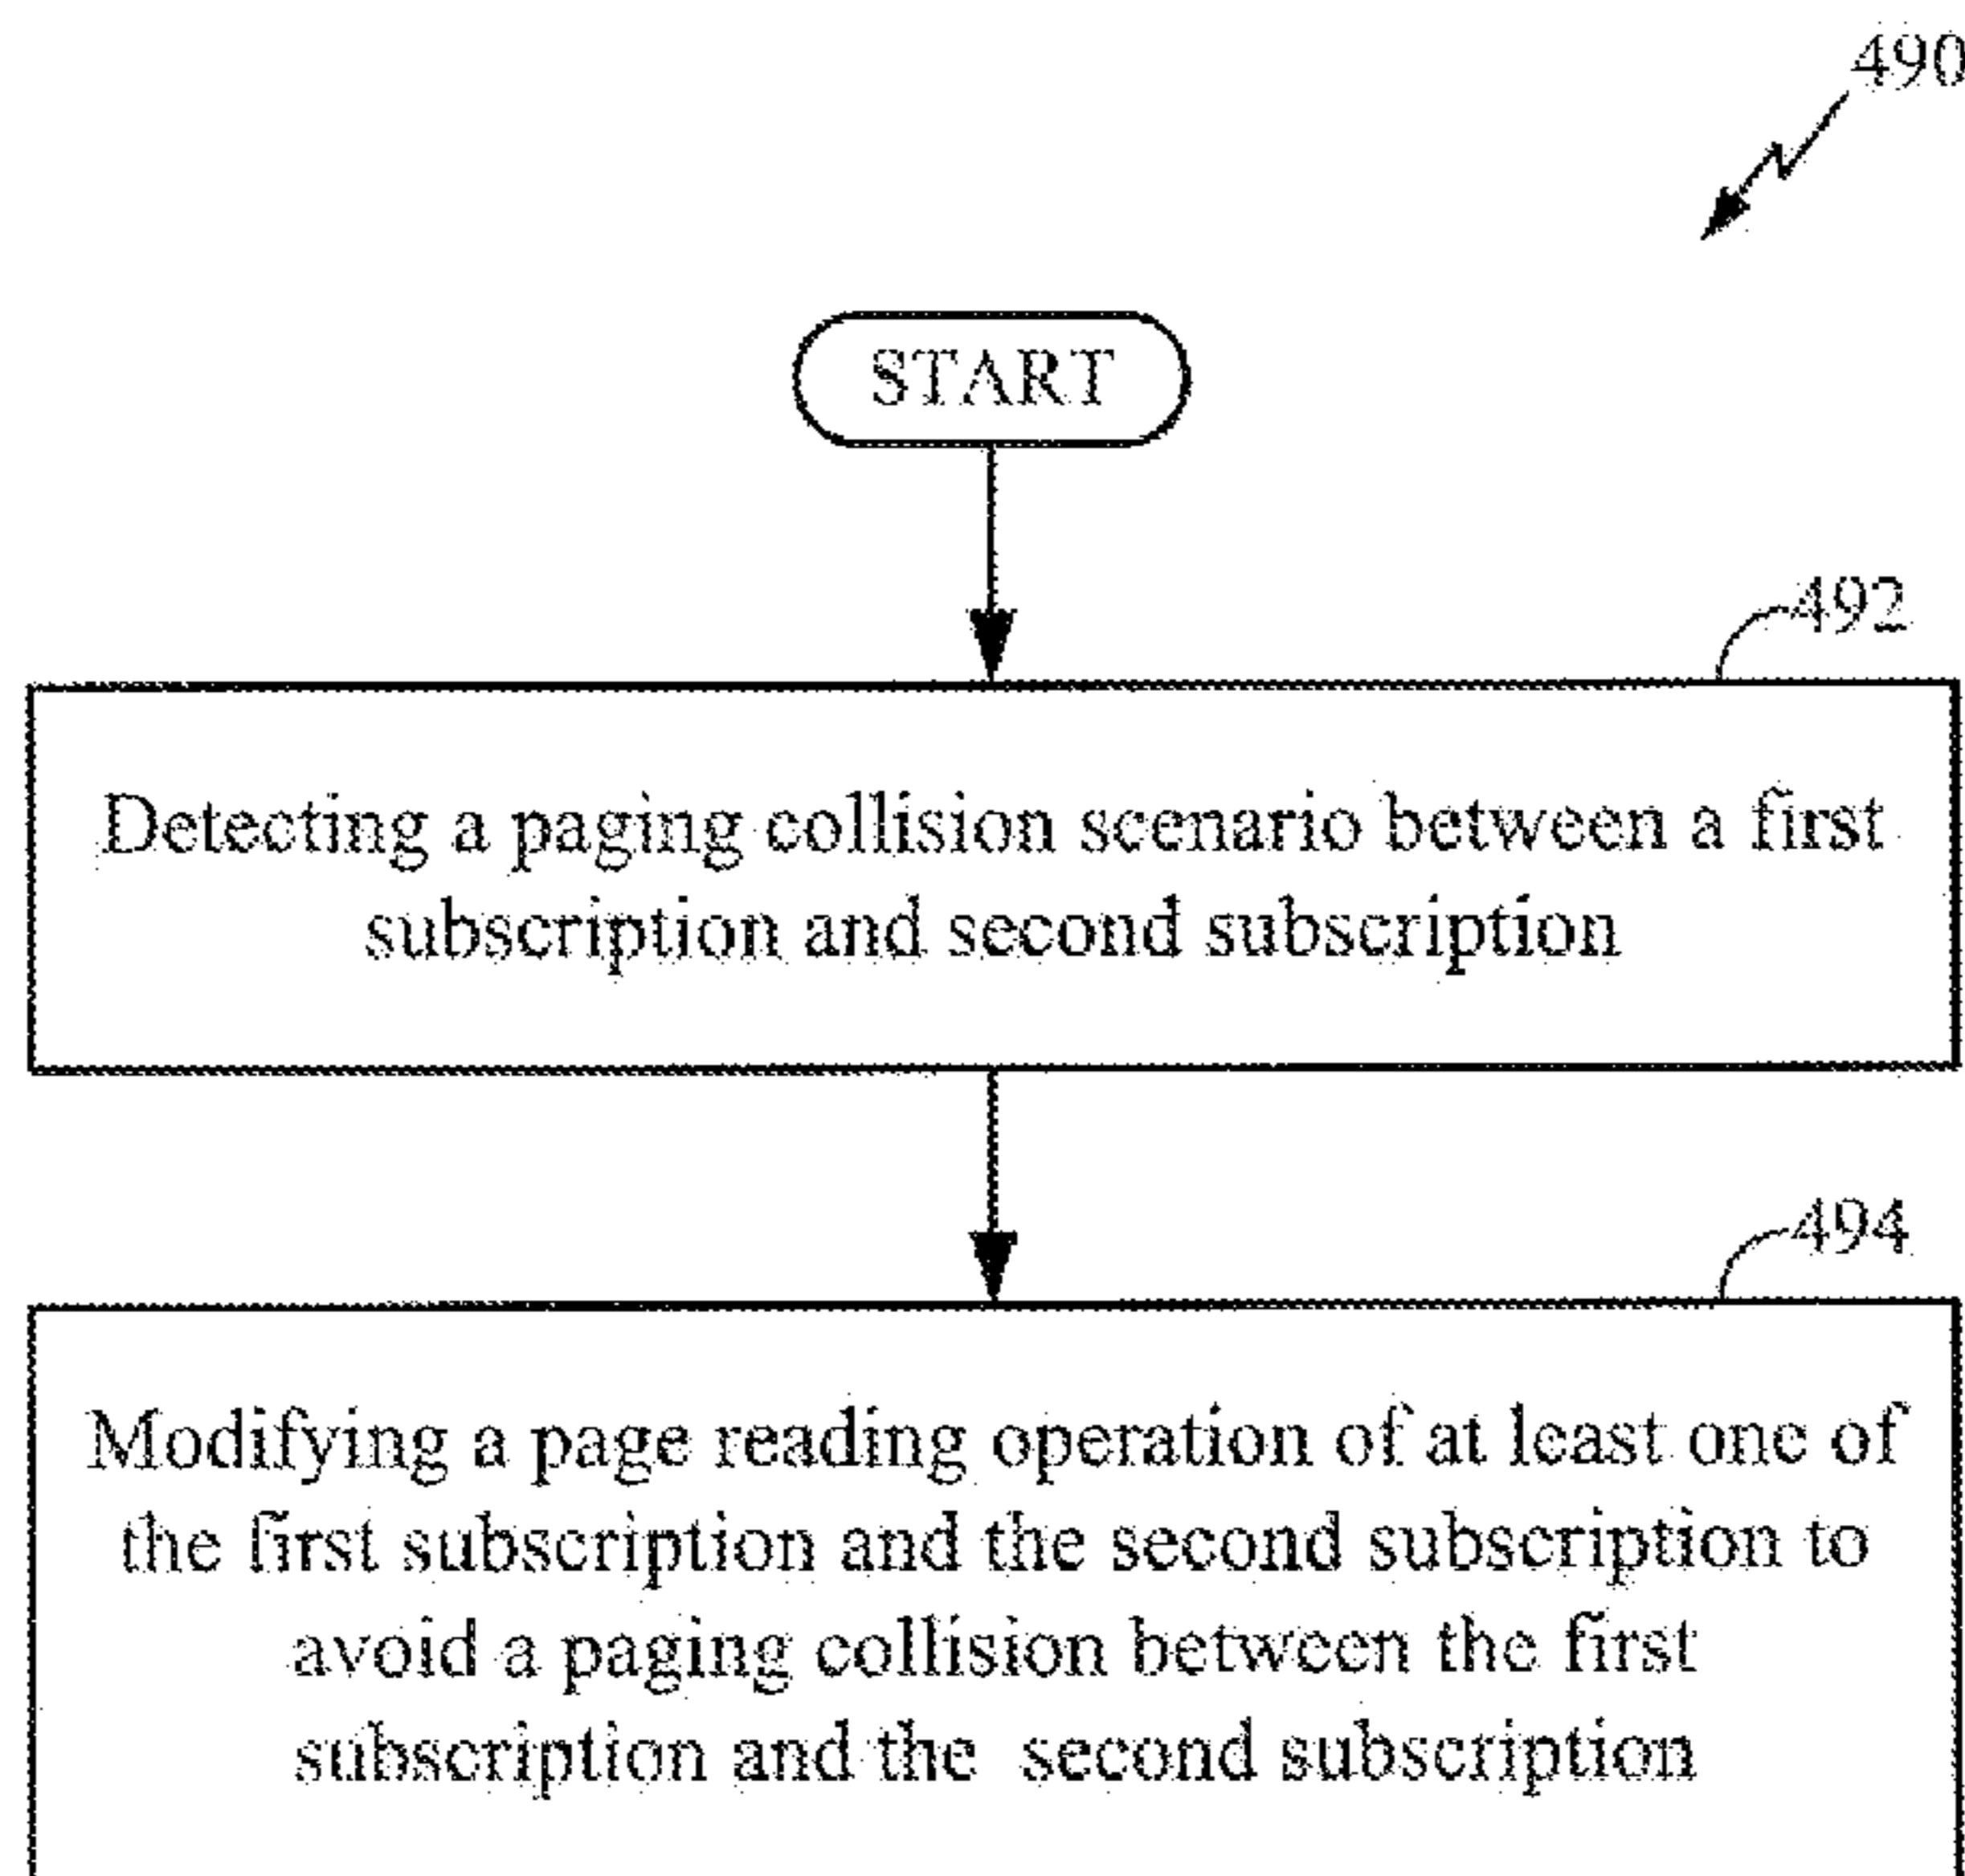 490
START
492
Detecting a paging collision scenario between a first
subscription and second subscription
494
Modifying a page reading operation of at least one of
the first subscription and the second subscription to
avoid a paging collision between the first
subscription and the second subscription